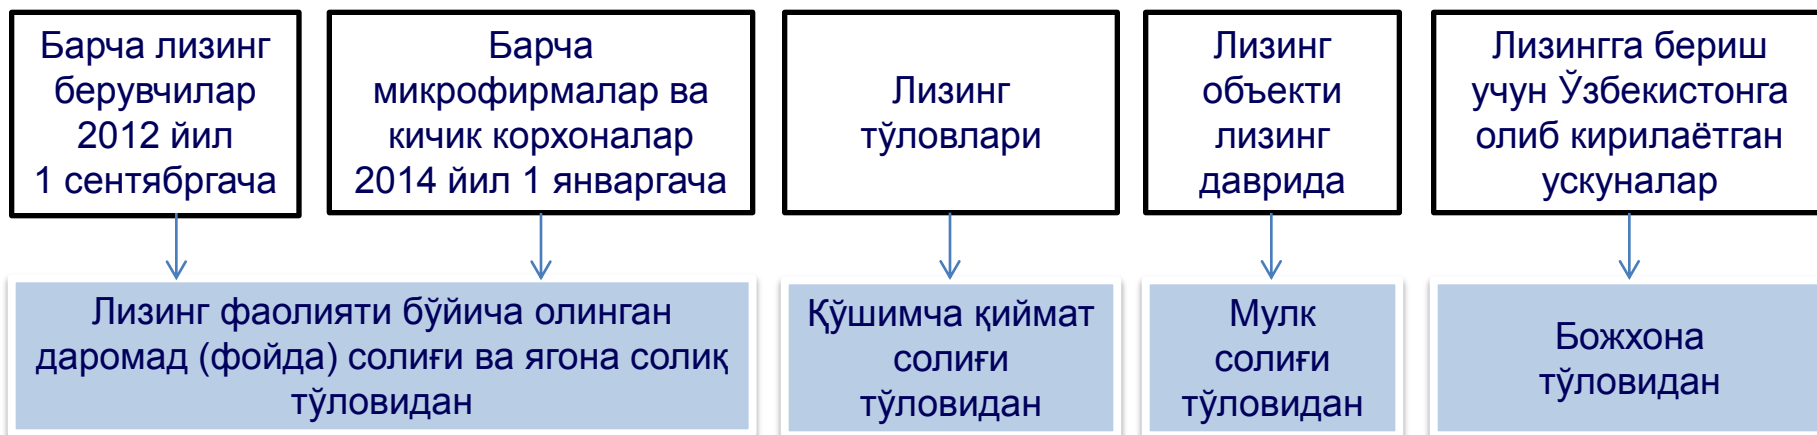 Барча лизинг
берувчилар
2012 йил
1 сентябргача
Барча
микрофирмалар ва
кичик корхоналар
2014 йил 1 январгача
Лизинг
тўловлари
Лизинг
объекти
лизинг
даврида
Лизингга бериш
учун Ўзбекистонга
олиб кирилаётган
ускуналар
Лизинг фаолияти бўйича олинган
даромад (фойда) солиғи ва ягона солиқ
тўловидан
Қўшимча қиймат
солиғи
тўловидан
Мулк
солиғи
тўловидан
Божхона
тўловидан